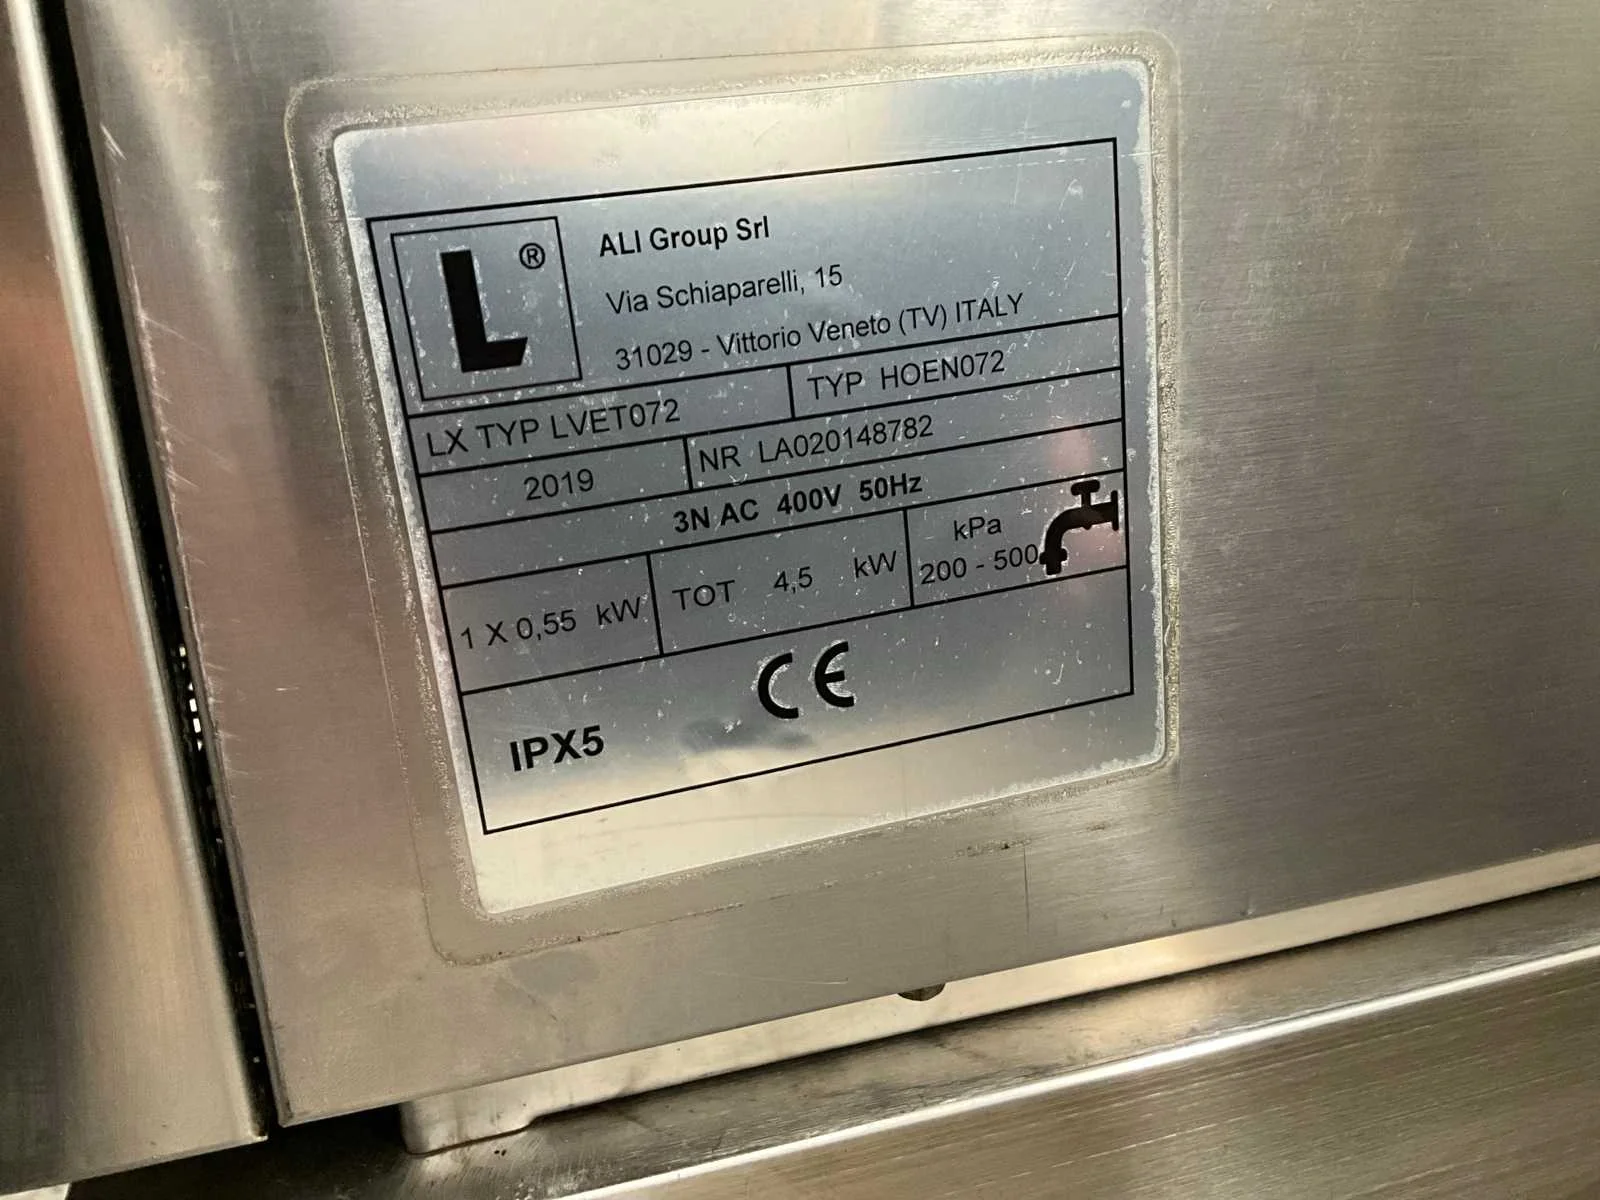 L®
ALI Group Srl
Via Schiaparelli, 15
31029 - Vittorio Veneto (TV) ITALY
LX TYP LVET072
TYP HOEN072
2019
NR LA020148782
3N AC 400V 50Hz
1 X 0,55 kW
TOT 4,5 kW
kPa
200 - 500
CE
IPX5